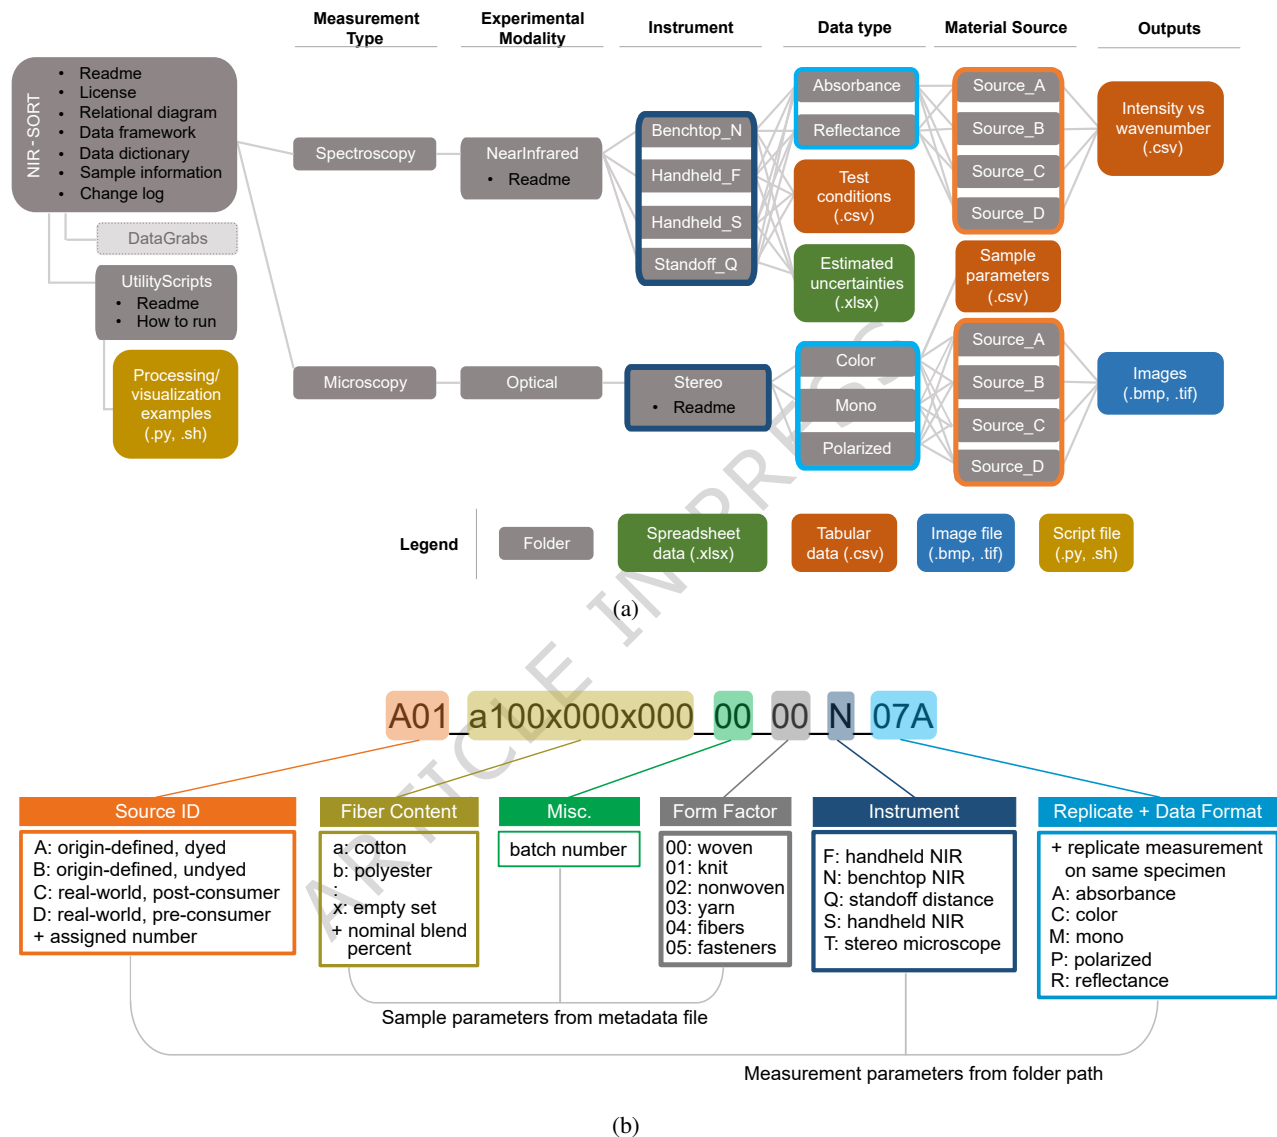 Measurement Type
Experimental Modality
Instrument
Data type
Material Source
Outputs
NIR-SORT
• Readme
• License
• Relational diagram
• Data framework
• Data dictionary
• Sample information
• Change log
DataGrabs
UtilityScripts
• Readme
• How to run
Processing/
visualization
examples
(.py, .sh)
Spectroscopy
NearInfrared
• Readme
Benchtop_N
Handheld_F
Handheld_S
Standoff_Q
Absorbance
Reflectance
Test
conditions
(.csv)
Estimated
uncertainties
(.xlsx)
Source_A
Source_B
Source_C
Source_D
Intensity vs
wavenumber
(.csv)
Sample
parameters
(.csv)
Microscopy
Optical
Stereo
• Readme
Color
Mono
Polarized
Source_A
Source_B
Source_C
Source_D
Images
(.bmp, .tif)
Legend
Folder
Spreadsheet
data (.xlsx)
Tabular
data (.csv)
Image file
(.bmp, .tif)
Script file
(.py, .sh)
(a)
ARTICLE IN PRESS
A01_a100x000x000_00_00_N_07A
Source ID
A: origin-defined, dyed
B: origin-defined, undyed
C: real-world, post-consumer
D: real-world, pre-consumer
+ assigned number
Fiber Content
a: cotton
b: polyester
:
x: empty set
+ nominal blend
percent
Misc.
batch number
Form Factor
00: woven
01: knit
02: nonwoven
03: yarn
04: fibers
05: fasteners
Instrument
F: handheld NIR
N: benchtop NIR
Q: standoff distance
S: handheld NIR
T: stereo microscope
Replicate + Data Format
+ replicate measurement
on same specimen
A: absorbance
C: color
M: mono
P: polarized
R: reflectance
Sample parameters from metadata file
Measurement parameters from folder path
(b)